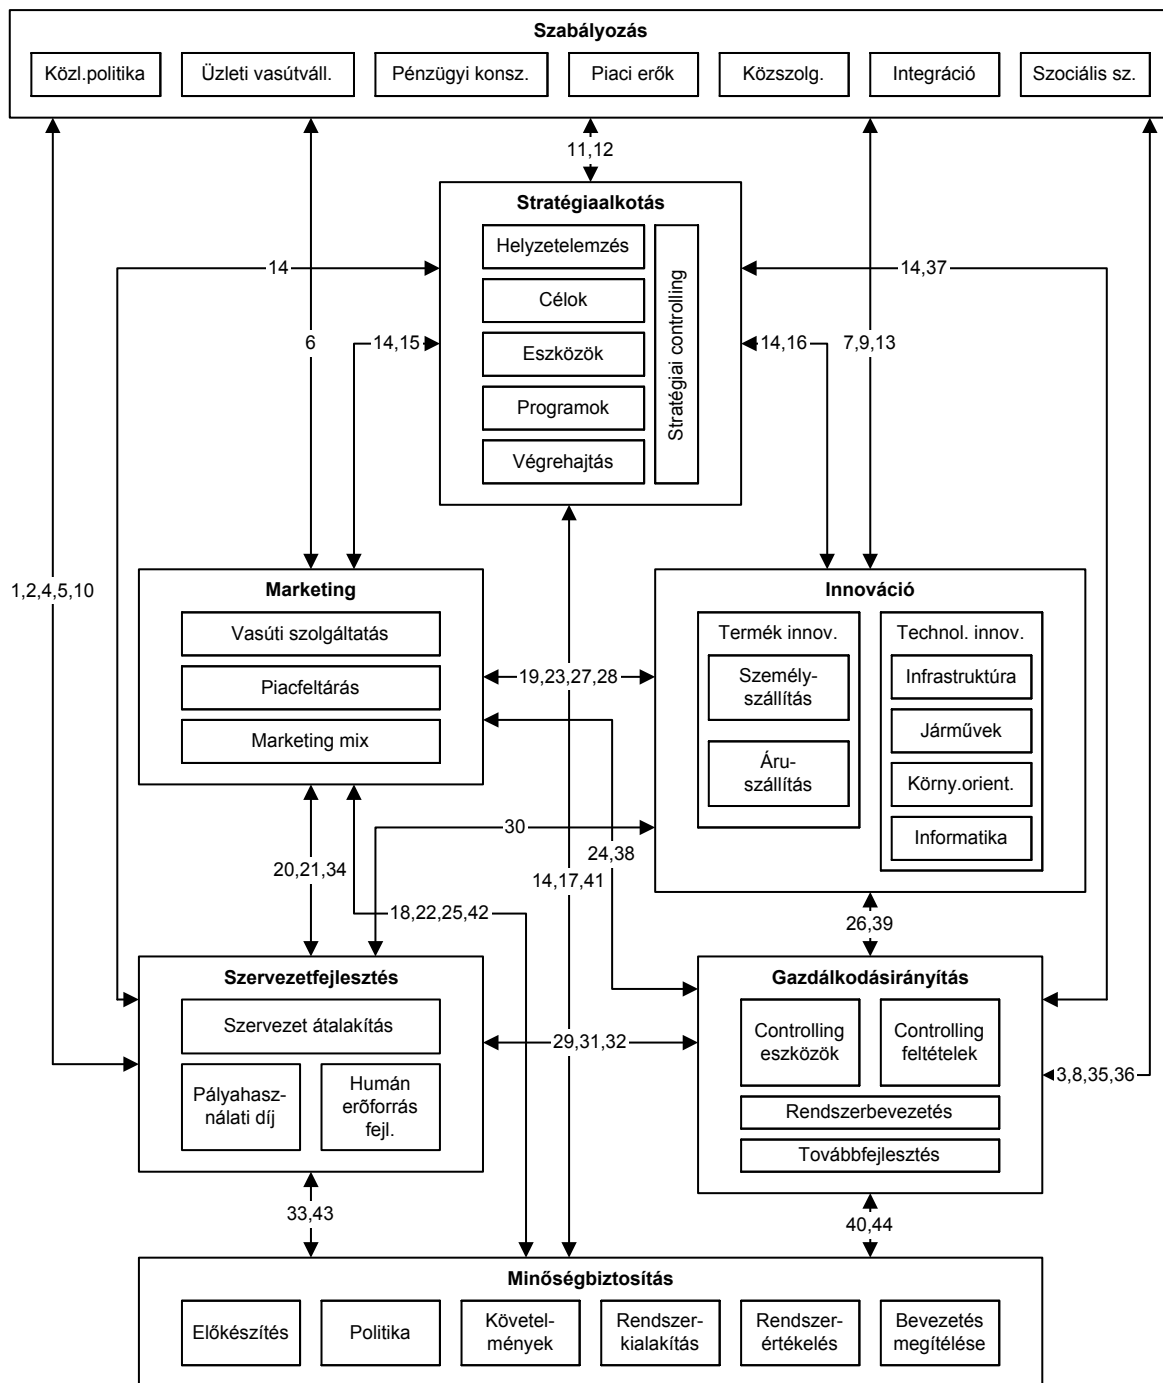 Szabályozás
Közl.politika
Üzleti vasútváll.
Pénzügyi konsz.
Piaci erők
Közszolg.
Integráció
Szociális sz.
11,12
Stratégiaalkotás
Helyzetelemzés
Célok
Eszközök
Programok
Végrehajtás
Stratégiai controlling
14
14,37
6
14,15
14,16
7,9,13
1,2,4,5,10
Marketing
Vasúti szolgáltatás
Piacfeltárás
Marketing mix
19,23,27,28
Innováció
Termék innov.
Személy-
szállítás
Áru-
szállítás
Technol. innov.
Infrastruktúra
Járművek
Körny.orient.
Informatika
30
20,21,34
24,38
14,17,41
18,22,25,42
26,39
Szervezetfejlesztés
Szervezet átalakítás
Pályahasz-
nálati díj
Humán
erõforrás
fejl.
29,31,32
Gazdálkodásirányítás
Controlling
eszközök
Controlling
feltételek
Rendszerbevezetés
Továbbfejlesztés
3,8,35,36
33,43
40,44
Minőségbiztosítás
Előkészítés
Politika
Követel-
mények
Rendszer-
kialakítás
Rendszer-
értékelés
Bevezetés
megítélése